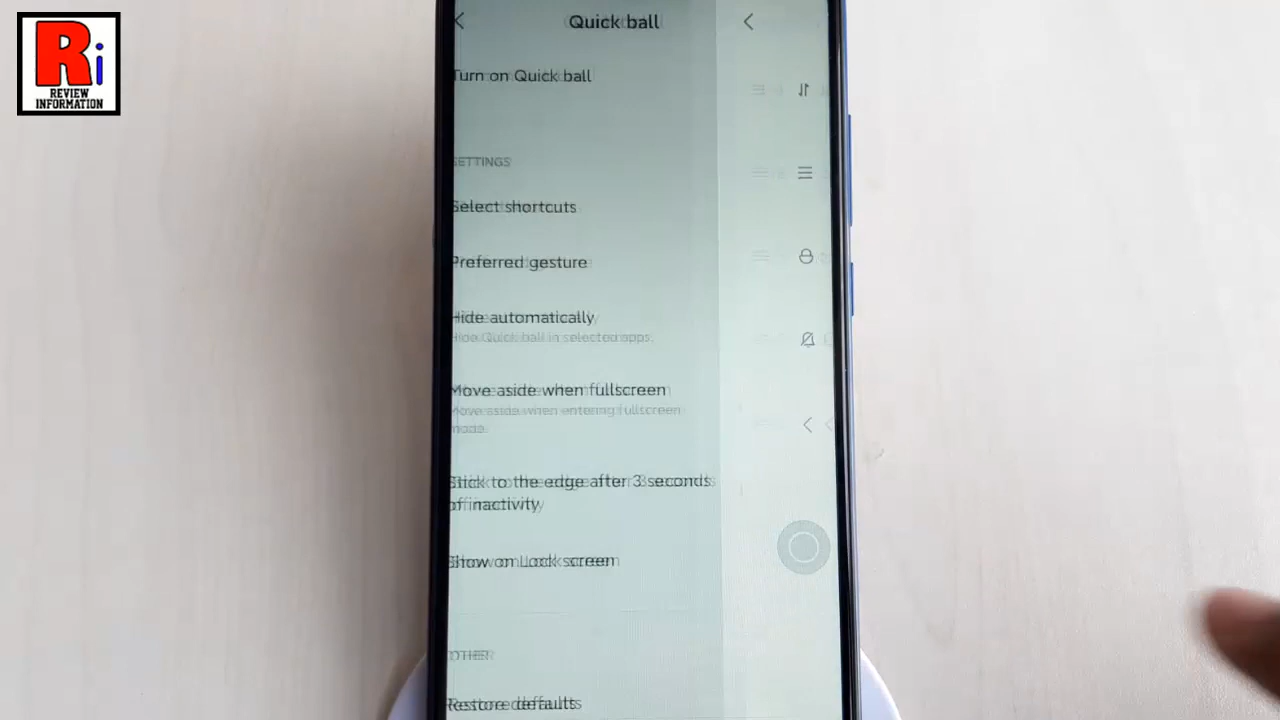 Ri
REVIEW
INFORMATION
Quick ball
Turn on Quick ball
SETTINGS
Select shortcuts
Preferred gesture
Hide automatically
Hide Quick ball in selected apps.
Move aside when fullscreen
Move aside when entering fullscreen
mode.
Stick to the edge after 3 seconds
of inactivity
Show on Lock screen
OTHER
Restore defaults